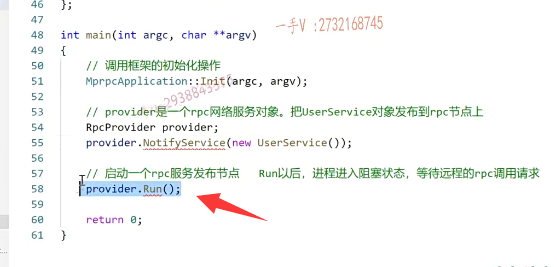 一手V :2732168745
46 };
47
48 int main(int argc, char **argv)
49 {
50 // 调用框架的初始化操作
51 MprpcApplication::Init(argc, argv);
52
53 // provider是一个rpc网络服务对象。把UserService对象发布到rpc节点上
54 RpcProvider provider;
55 provider.NotifyService(new UserService());
56
57 // 启动一个rpc服务发布节点 Run以后，进程进入阻塞状态，等待远程的rpc调用请求
58 provider.Run();
59
60 return 0;
61 }